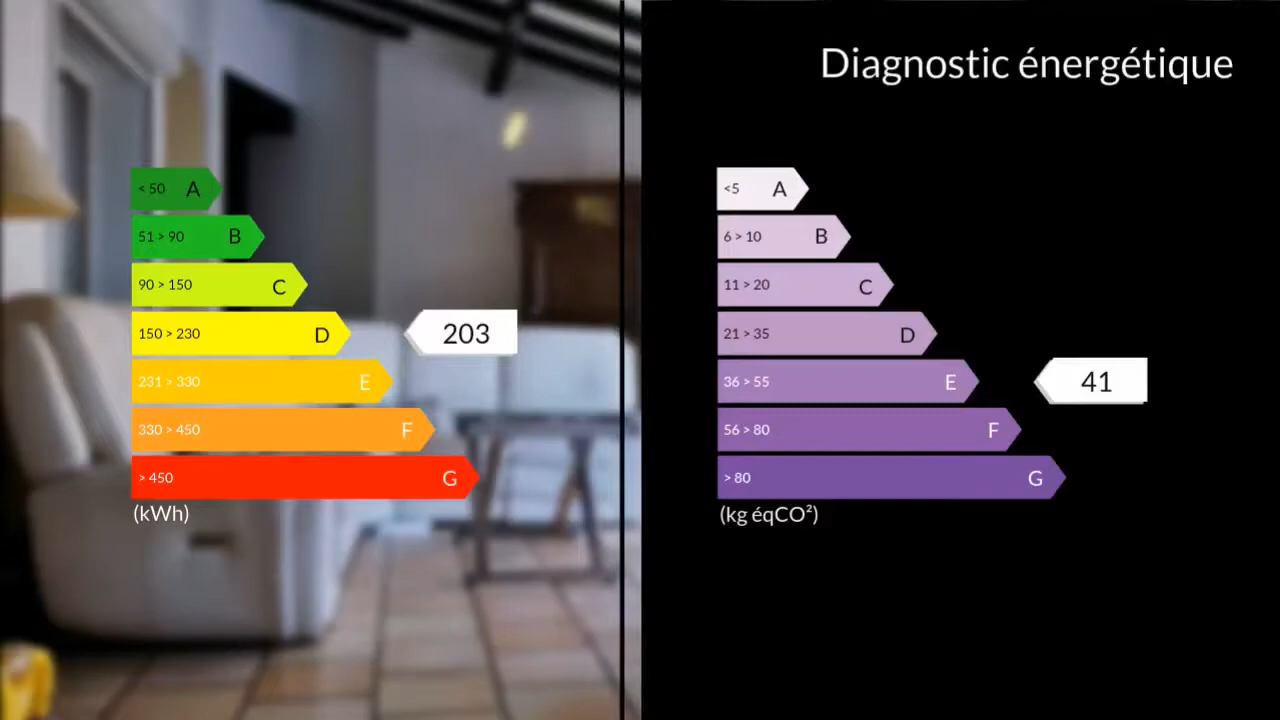 Diagnostic énergétique
< 50 A
51 > 90 B
90 > 150 C
150 > 230 D
203
231 > 330 E
330 > 450 F
> 450 G
(kWh)
<5 A
6 > 10 B
11 > 20 C
21 > 35 D
36 > 55 E
41
56 > 80 F
> 80 G
(kg éqCO²)